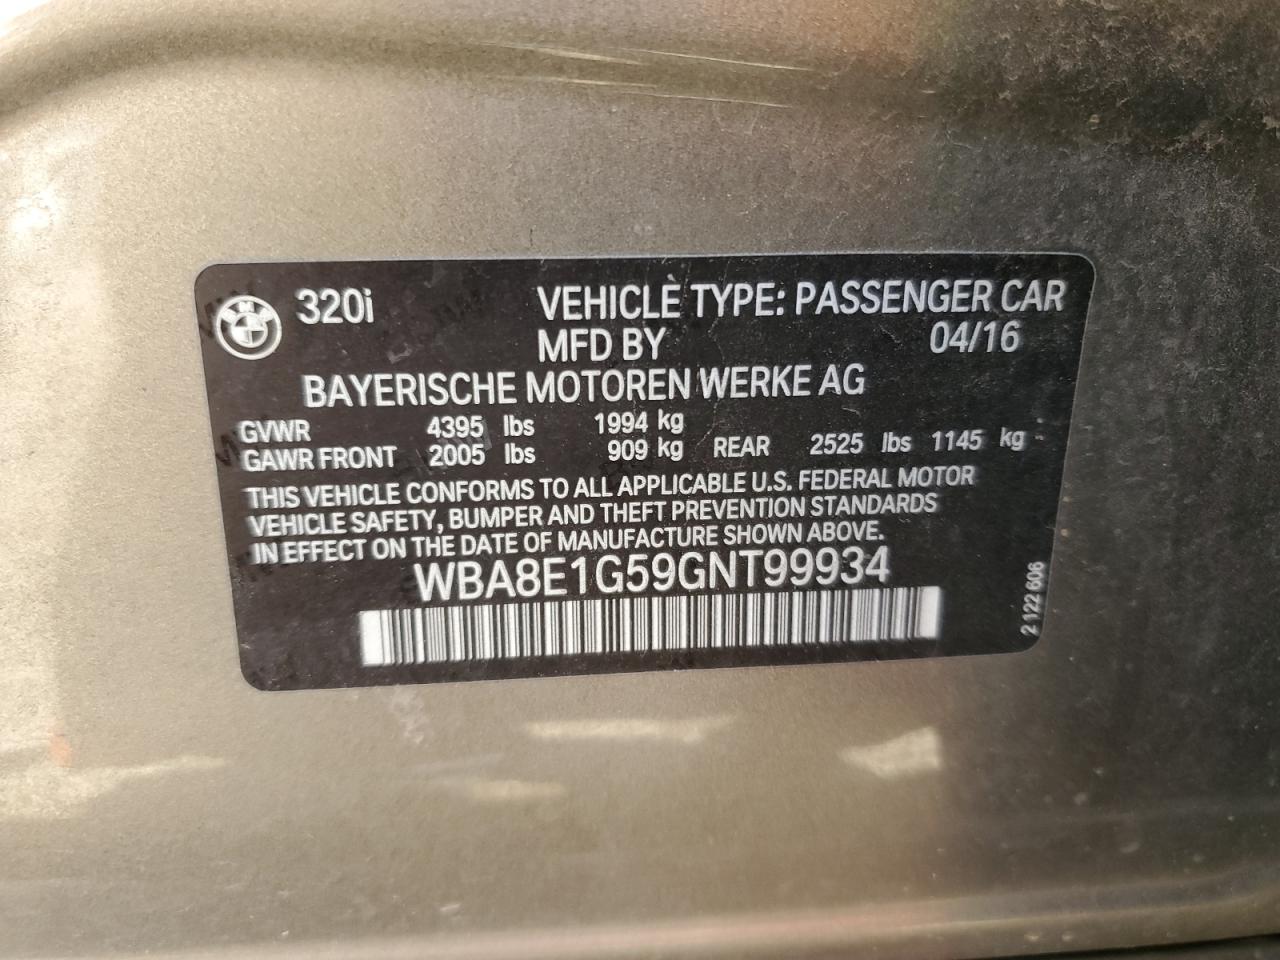 320i VEHICLE TYPE: PASSENGER CAR
MFD BY 04/16
BAYERISCHE MOTOREN WERKE AG
GVWR 4395 lbs 1994 kg
GAWR FRONT 2005 lbs 909 kg REAR 2525 lbs 1145 kg
THIS VEHICLE CONFORMS TO ALL APPLICABLE U.S. FEDERAL MOTOR
VEHICLE SAFETY, BUMPER AND THEFT PREVENTION STANDARDS
IN EFFECT ON THE DATE OF MANUFACTURE SHOWN ABOVE.
WBA8E1G59GNT99934
2 122 606